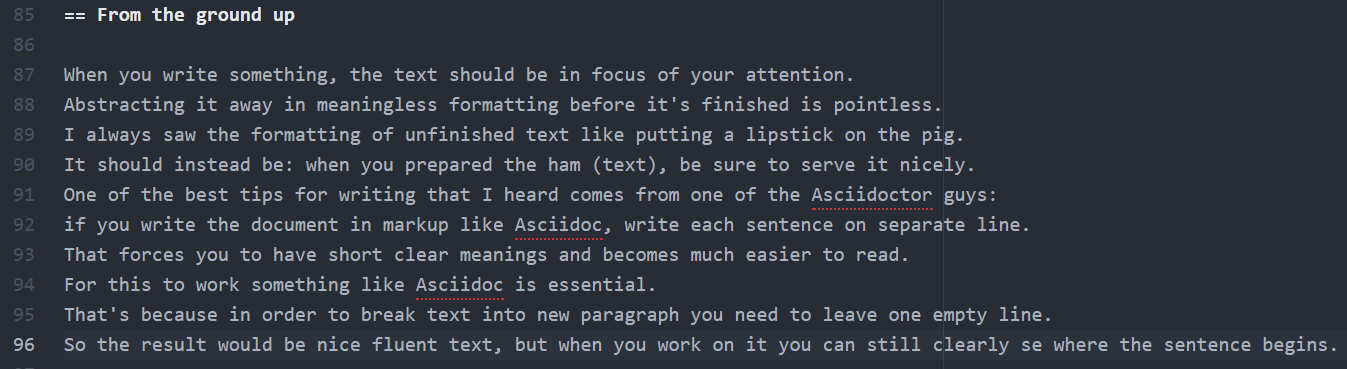 85 == From the ground up
86
87 When you write something, the text should be in focus of your attention.
88 Abstracting it away in meaningless formatting before it's finished is pointless.
89 I always saw the formatting of unfinished text like putting a lipstick on the pig.
90 It should instead be: when you prepared the ham (text), be sure to serve it nicely.
91 One of the best tips for writing that I heard comes from one of the Asciidoctor guys:
92 if you write the document in markup like Asciidoc, write each sentence on separate line.
93 That forces you to have short clear meanings and becomes much easier to read.
94 For this to work something like Asciidoc is essential.
95 That's because in order to break text into new paragraph you need to leave one empty line.
96 So the result would be nice fluent text, but when you work on it you can still clearly se where the sentence begins.